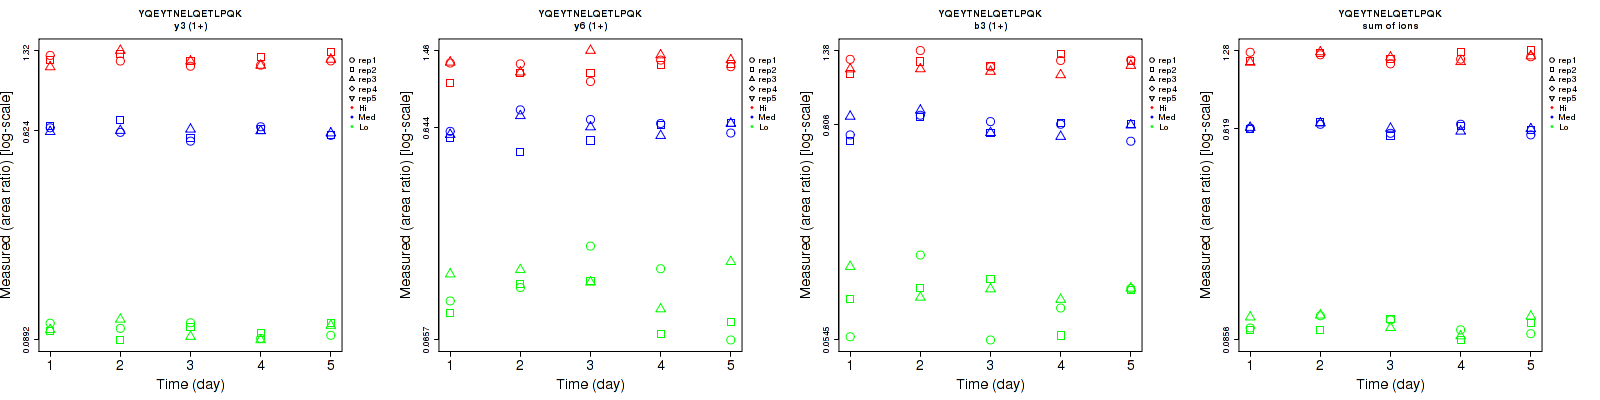 YQEYTNELQETLPQK
y3 (1+)
Measured (area ratio) [log-scale]
1.32
0.624
0.0892
1 2 3 4 5
Time (day)
rep1
rep2
rep3
rep4
rep5
Hi
Med
Lo
YQEYTNELQETLPQK
y6 (1+)
Measured (area ratio) [log-scale]
1.46
0.644
0.0657
1 2 3 4 5
Time (day)
rep1
rep2
rep3
rep4
rep5
Hi
Med
Lo
YQEYTNELQETLPQK
b3 (1+)
Measured (area ratio) [log-scale]
1.38
0.606
0.0545
1 2 3 4 5
Time (day)
rep1
rep2
rep3
rep4
rep5
Hi
Med
Lo
YQEYTNELQETLPQK
sum of ions
Measured (area ratio) [log-scale]
1.28
0.619
0.0856
1 2 3 4 5
Time (day)
rep1
rep2
rep3
rep4
rep5
Hi
Med
Lo